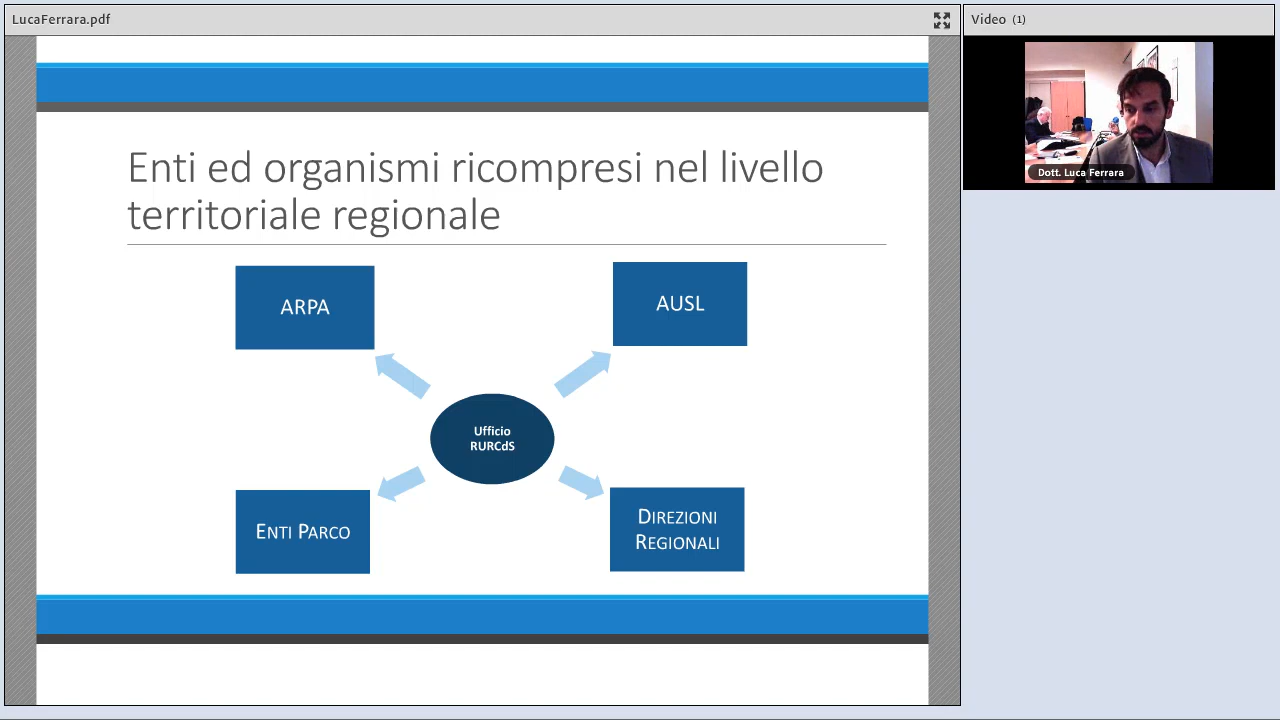 LucaFerrara.pdf
Video (1)
Dott. Luca Ferrara
Enti ed organismi ricompresi nel livello
territoriale regionale
ARPA
AUSL
Ufficio
RURCdS
ENTI PARCO
DIREZIONI
REGIONALI